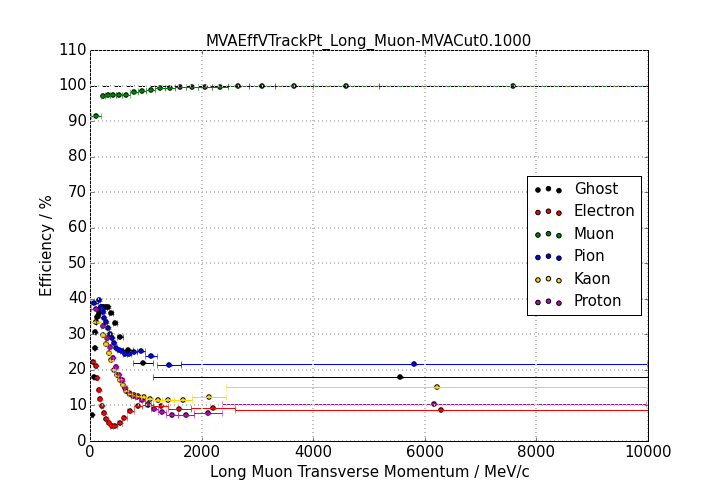 MVAEffVTrackPt_Long_Muon-MVACut0.1000
110
100
90
80
70
60
50
40
30
20
10
0
Efficiency / %
Ghost
Electron
Muon
Pion
Kaon
Proton
0 2000 4000 6000 8000 10000
Long Muon Transverse Momentum / MeV/c